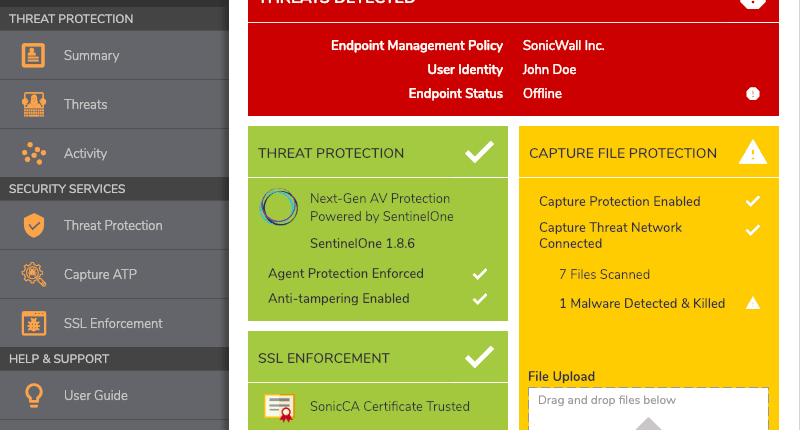 THREAT PROTECTION
Summary
Threats
Activity
SECURITY SERVICES
Threat Protection
Capture ATP
SSL Enforcement
HELP & SUPPORT
User Guide
THREATS DETECTED
Endpoint Management Policy SonicWall Inc.
User Identity John Doe
Endpoint Status Offline
THREAT PROTECTION
Next-Gen AV Protection
Powered by SentinelOne
SentinelOne 1.8.6
Agent Protection Enforced
Anti-tampering Enabled
SSL ENFORCEMENT
SonicCA Certificate Trusted
CAPTURE FILE PROTECTION
Capture Protection Enabled
Capture Threat Network
Connected
7 Files Scanned
1 Malware Detected & Killed
File Upload
Drag and drop files below